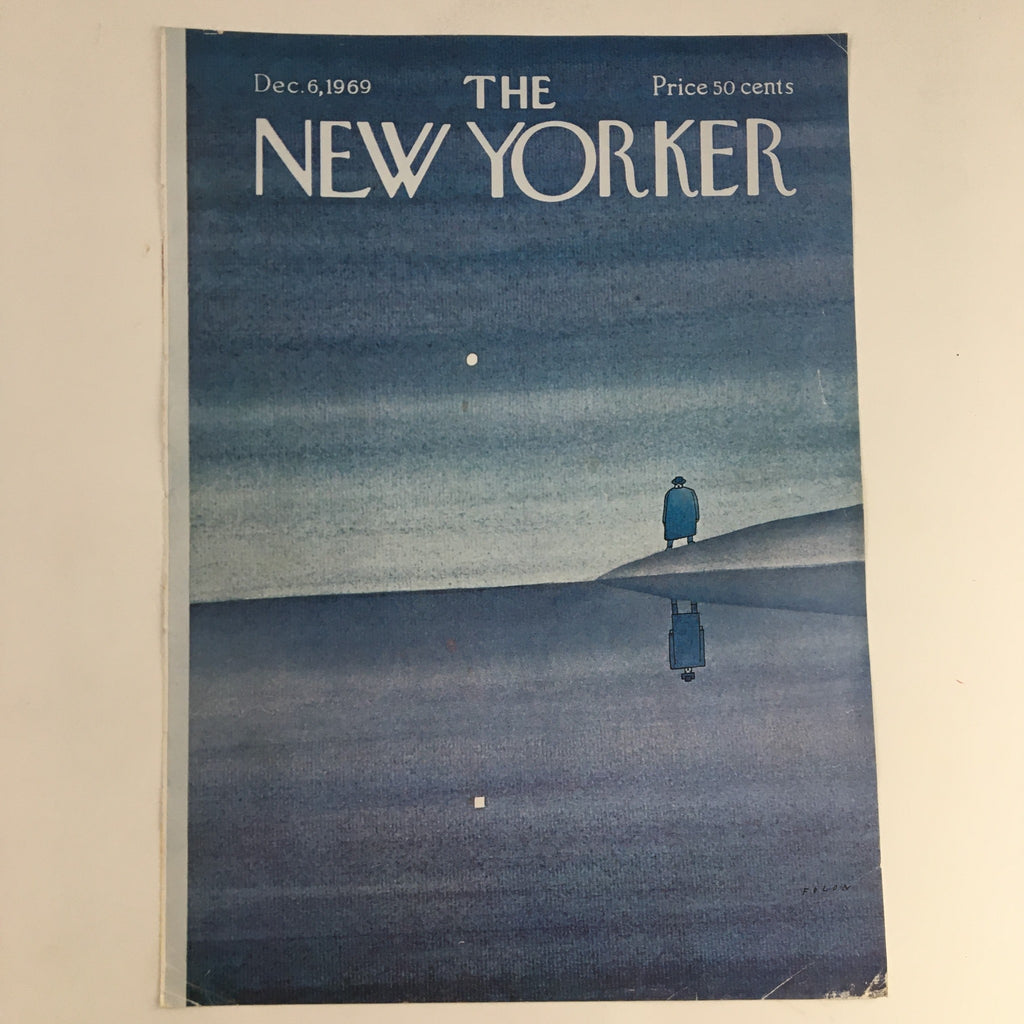 Dec. 6, 1969
THE
Price 50 cents
NEW YORKER
FOLON